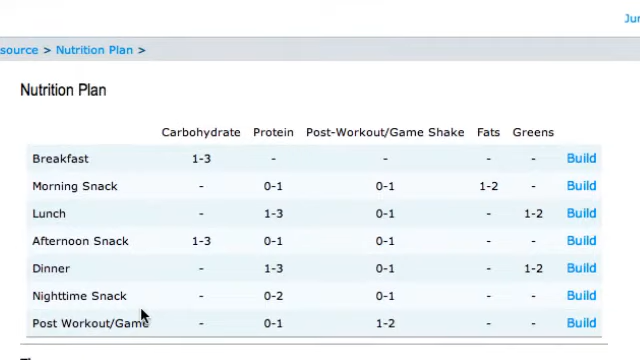 source > Nutrition Plan >
Nutrition Plan
Carbohydrate Protein Post-Workout/Game Shake Fats Greens
Breakfast 1-3 - - - - Build
Morning Snack - 0-1 0-1 1-2 - Build
Lunch - 1-3 0-1 - 1-2 Build
Afternoon Snack 1-3 0-1 0-1 - - Build
Dinner - 1-3 0-1 - 1-2 Build
Nighttime Snack - 0-2 0-1 - - Build
Post Workout/Game - 0-1 1-2 - - Build